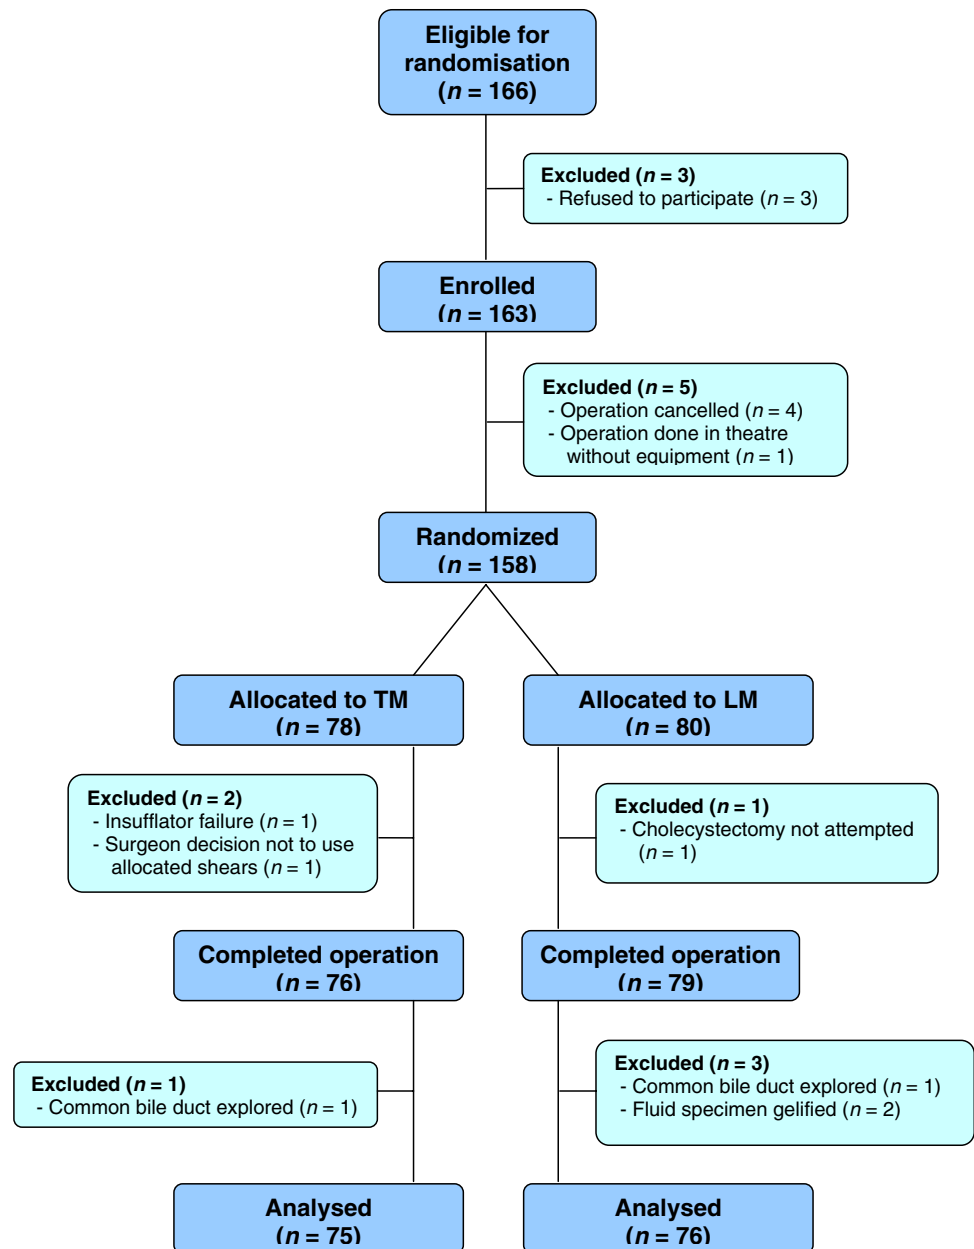 Eligible for
randomisation
(n = 166)
Excluded (n = 3)
- Refused to participate (n = 3)
Enrolled
(n = 163)
Excluded (n = 5)
- Operation cancelled (n = 4)
- Operation done in theatre
without equipment (n = 1)
Randomized
(n = 158)
Allocated to TM
(n = 78)
Allocated to LM
(n = 80)
Excluded (n = 2)
- Insufflator failure (n = 1)
- Surgeon decision not to use
allocated shears (n = 1)
Excluded (n = 1)
- Cholecystectomy not attempted
(n = 1)
Completed operation
(n = 76)
Completed operation
(n = 79)
Excluded (n = 1)
- Common bile duct explored (n = 1)
Excluded (n = 3)
- Common bile duct explored (n = 1)
- Fluid specimen gelified (n = 2)
Analysed
(n = 75)
Analysed
(n = 76)